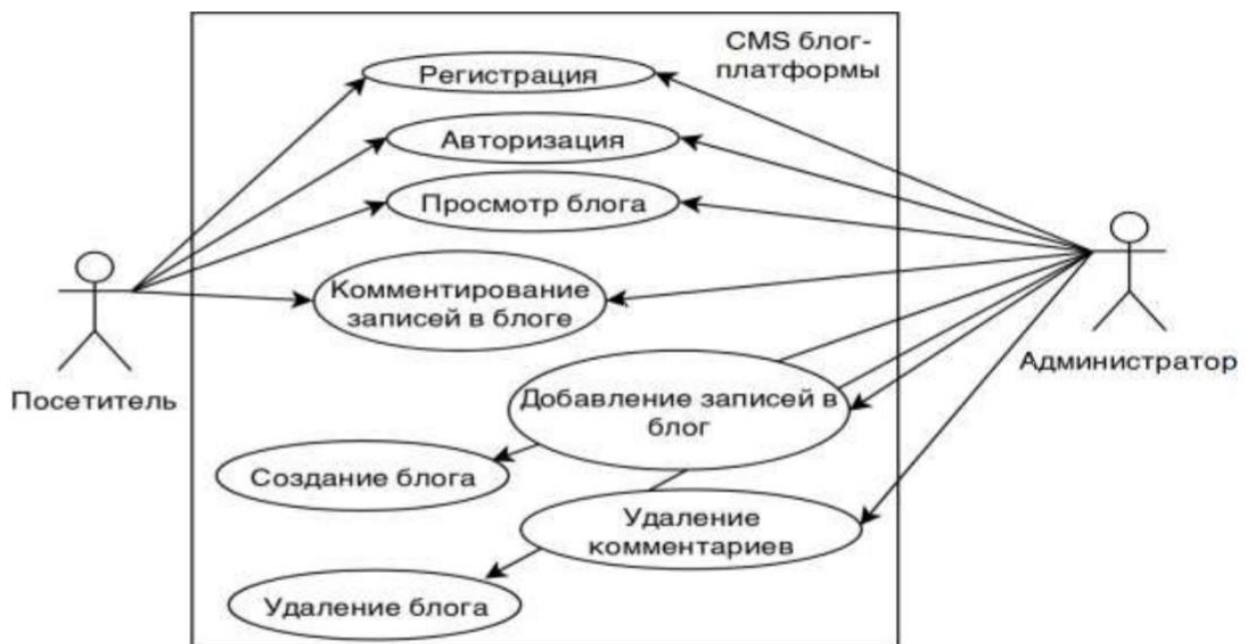 CMS блог-
платформы
Регистрация
Авторизация
Просмотр блога
Комментирование
записей в блоге
Посетитель
Администратор
Добавление записей в
блог
Создание блога
Удаление
комментариев
Удаление блога